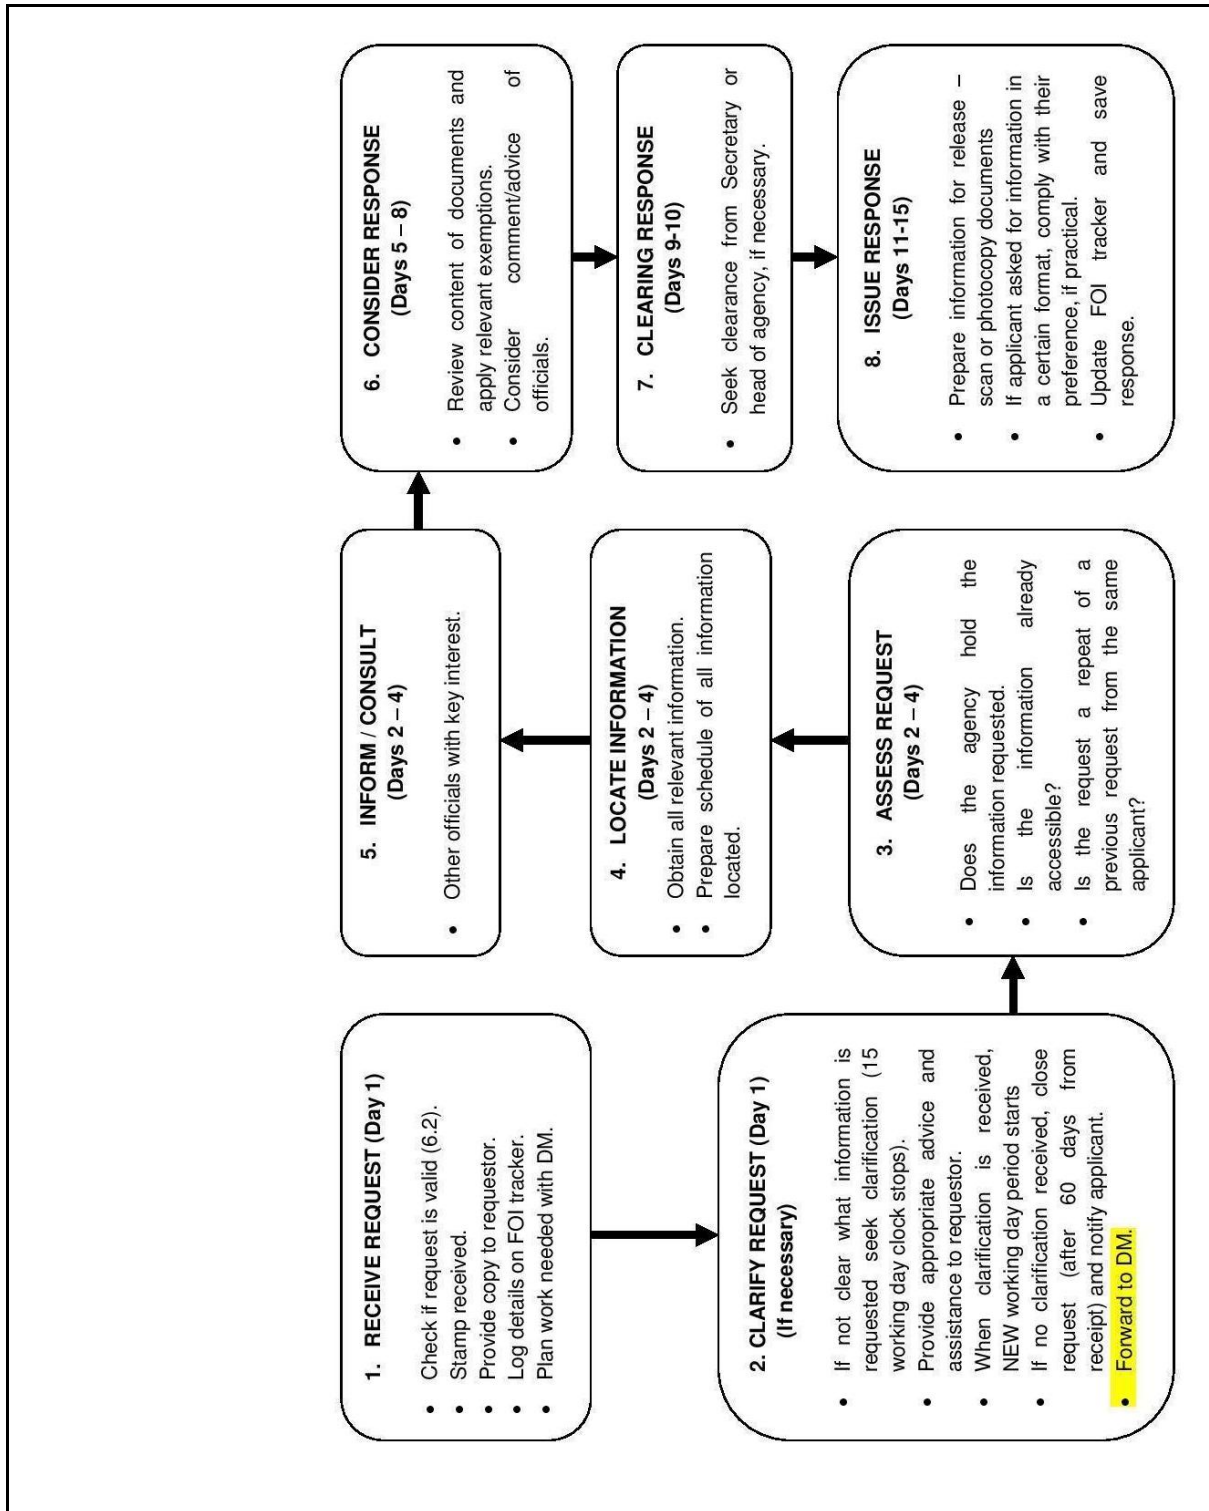 1. RECEIVE REQUEST (Day 1)
• Check if request is valid (6.2).
• Stamp received.
• Provide copy to requestor.
• Log details on FOI tracker.
• Plan work needed with DM.
2. CLARIFY REQUEST (Day 1)
(If necessary)
• If not clear what information is
requested seek clarification (15
working day clock stops).
• Provide appropriate advice and
assistance to requestor.
• When clarification is received,
NEW working day period starts
• If no clarification received, close
request (after 60 days from
receipt) and notify applicant.
• Forward to DM.
3. ASSESS REQUEST
(Days 2 – 4)
• Does the agency hold the
information requested.
• Is the information already
accessible?
• Is the request a repeat of a
previous request from the same
applicant?
4. LOCATE INFORMATION
(Days 2 – 4)
• Obtain all relevant information.
• Prepare schedule of all information
located.
5. INFORM / CONSULT
(Days 2 – 4)
• Other officials with key interest.
6. CONSIDER RESPONSE
(Days 5 – 8)
• Review content of documents and
apply relevant exemptions.
• Consider comment/advice of
officials.
7. CLEARING RESPONSE
(Days 9-10)
• Seek clearance from Secretary or
head of agency, if necessary.
8. ISSUE RESPONSE
(Days 11-15)
• Prepare information for release –
scan or photocopy documents
• If applicant asked for information in
a certain format, comply with their
preference, if practical.
• Update FOI tracker and save
response.